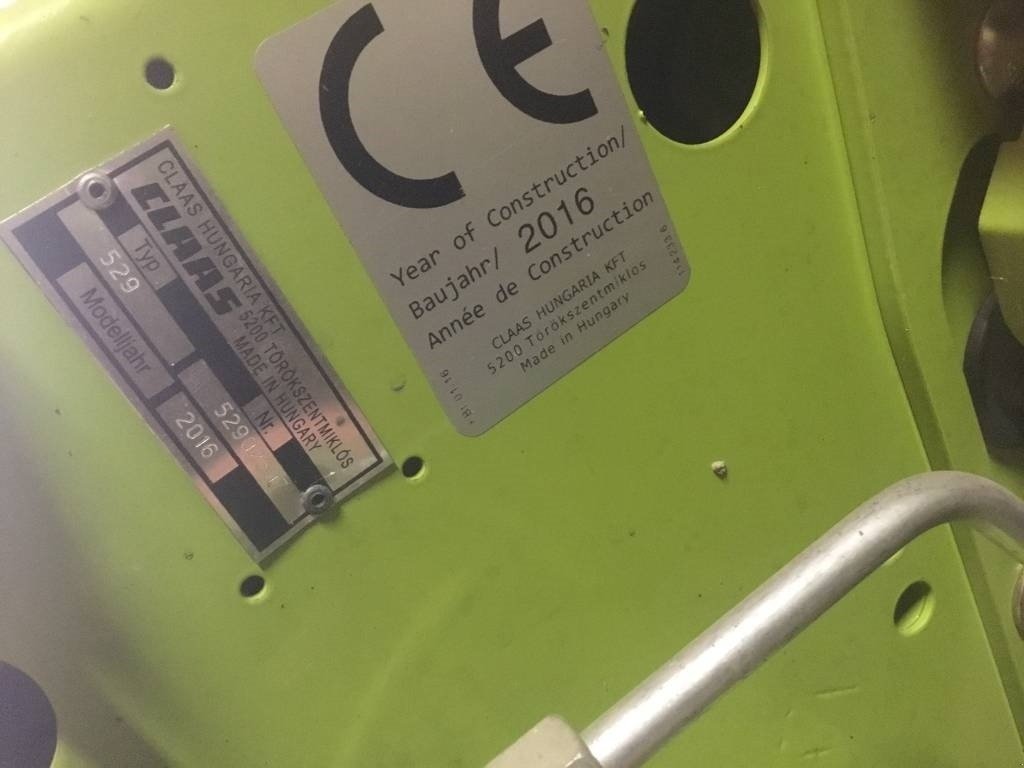 CLAAS HUNGARIA KFT
5200 TÖRÖKSZENTMIKLÓS
CLAAS MADE IN HUNGARY
Typ
Nr.
529
529
Modelljahr
2016
CE
Year of Construction/
Baujahr/ 2016
Année de Construction
CLAAS HUNGARIA KFT
5200 Törökszentmiklós
Made in Hungary